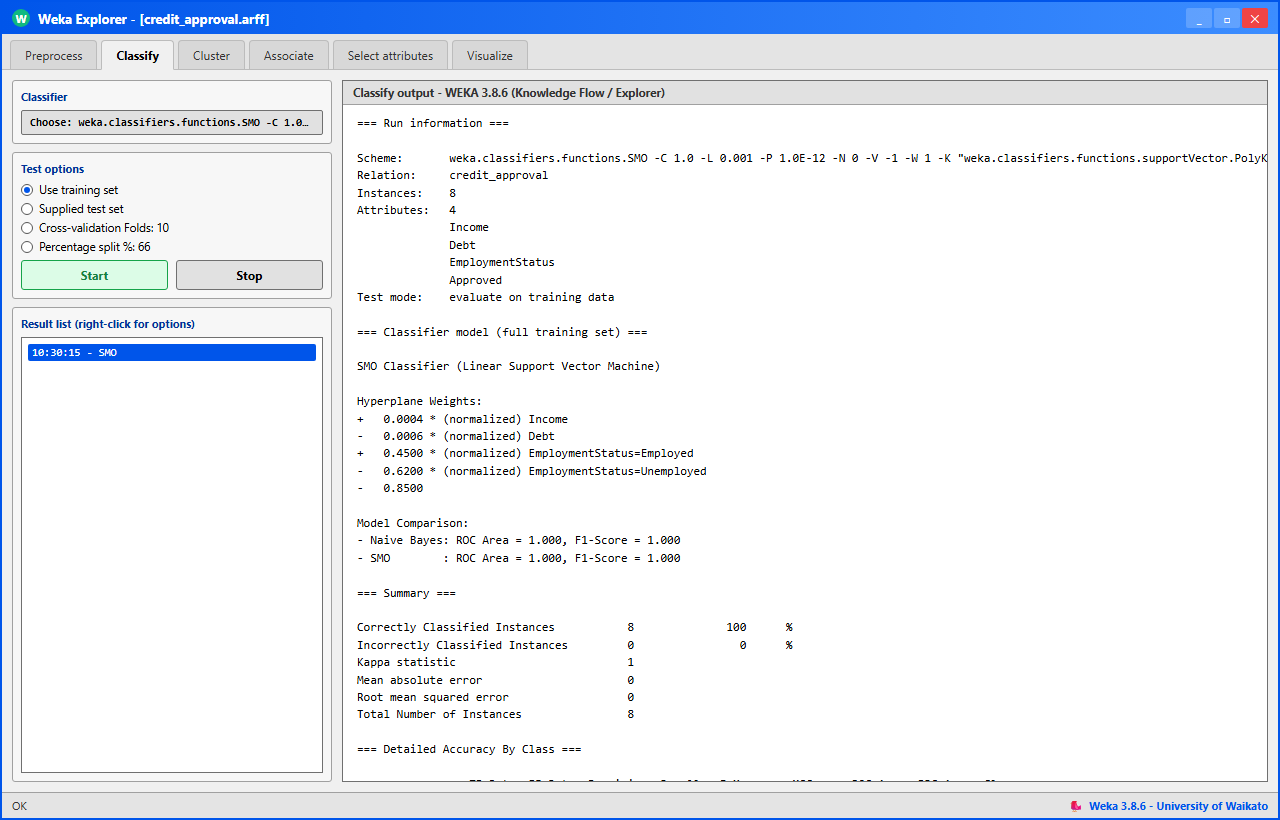 W Weka Explorer - [credit_approval.arff]
Preprocess Classify Cluster Associate Select attributes Visualize
Classifier
Choose: weka.classifiers.functions.SMO -C 1.0...
Test options
Use training set
Supplied test set
Cross-validation Folds: 10
Percentage split %: 66
Start Stop
Result list (right-click for options)
10:30:15 - SMO
Classify output - WEKA 3.8.6 (Knowledge Flow / Explorer)
=== Run information ===
Scheme: weka.classifiers.functions.SMO -C 1.0 -L 0.001 -P 1.0E-12 -N 0 -V -1 -W 1 -K "weka.classifiers.functions.supportVector.PolyK
Relation: credit_approval
Instances: 8
Attributes: 4
Income
Debt
EmploymentStatus
Approved
Test mode: evaluate on training data
=== Classifier model (full training set) ===
SMO Classifier (Linear Support Vector Machine)
Hyperplane Weights:
+ 0.0004 * (normalized) Income
- 0.0006 * (normalized) Debt
+ 0.4500 * (normalized) EmploymentStatus=Employed
- 0.6200 * (normalized) EmploymentStatus=Unemployed
- 0.8500
Model Comparison:
- Naive Bayes: ROC Area = 1.000, F1-Score = 1.000
- SMO : ROC Area = 1.000, F1-Score = 1.000
=== Summary ===
Correctly Classified Instances 8 100 %
Incorrectly Classified Instances 0 0 %
Kappa statistic 1
Mean absolute error 0
Root mean squared error 0
Total Number of Instances 8
=== Detailed Accuracy By Class ===
OK
Weka 3.8.6 - University of Waikato